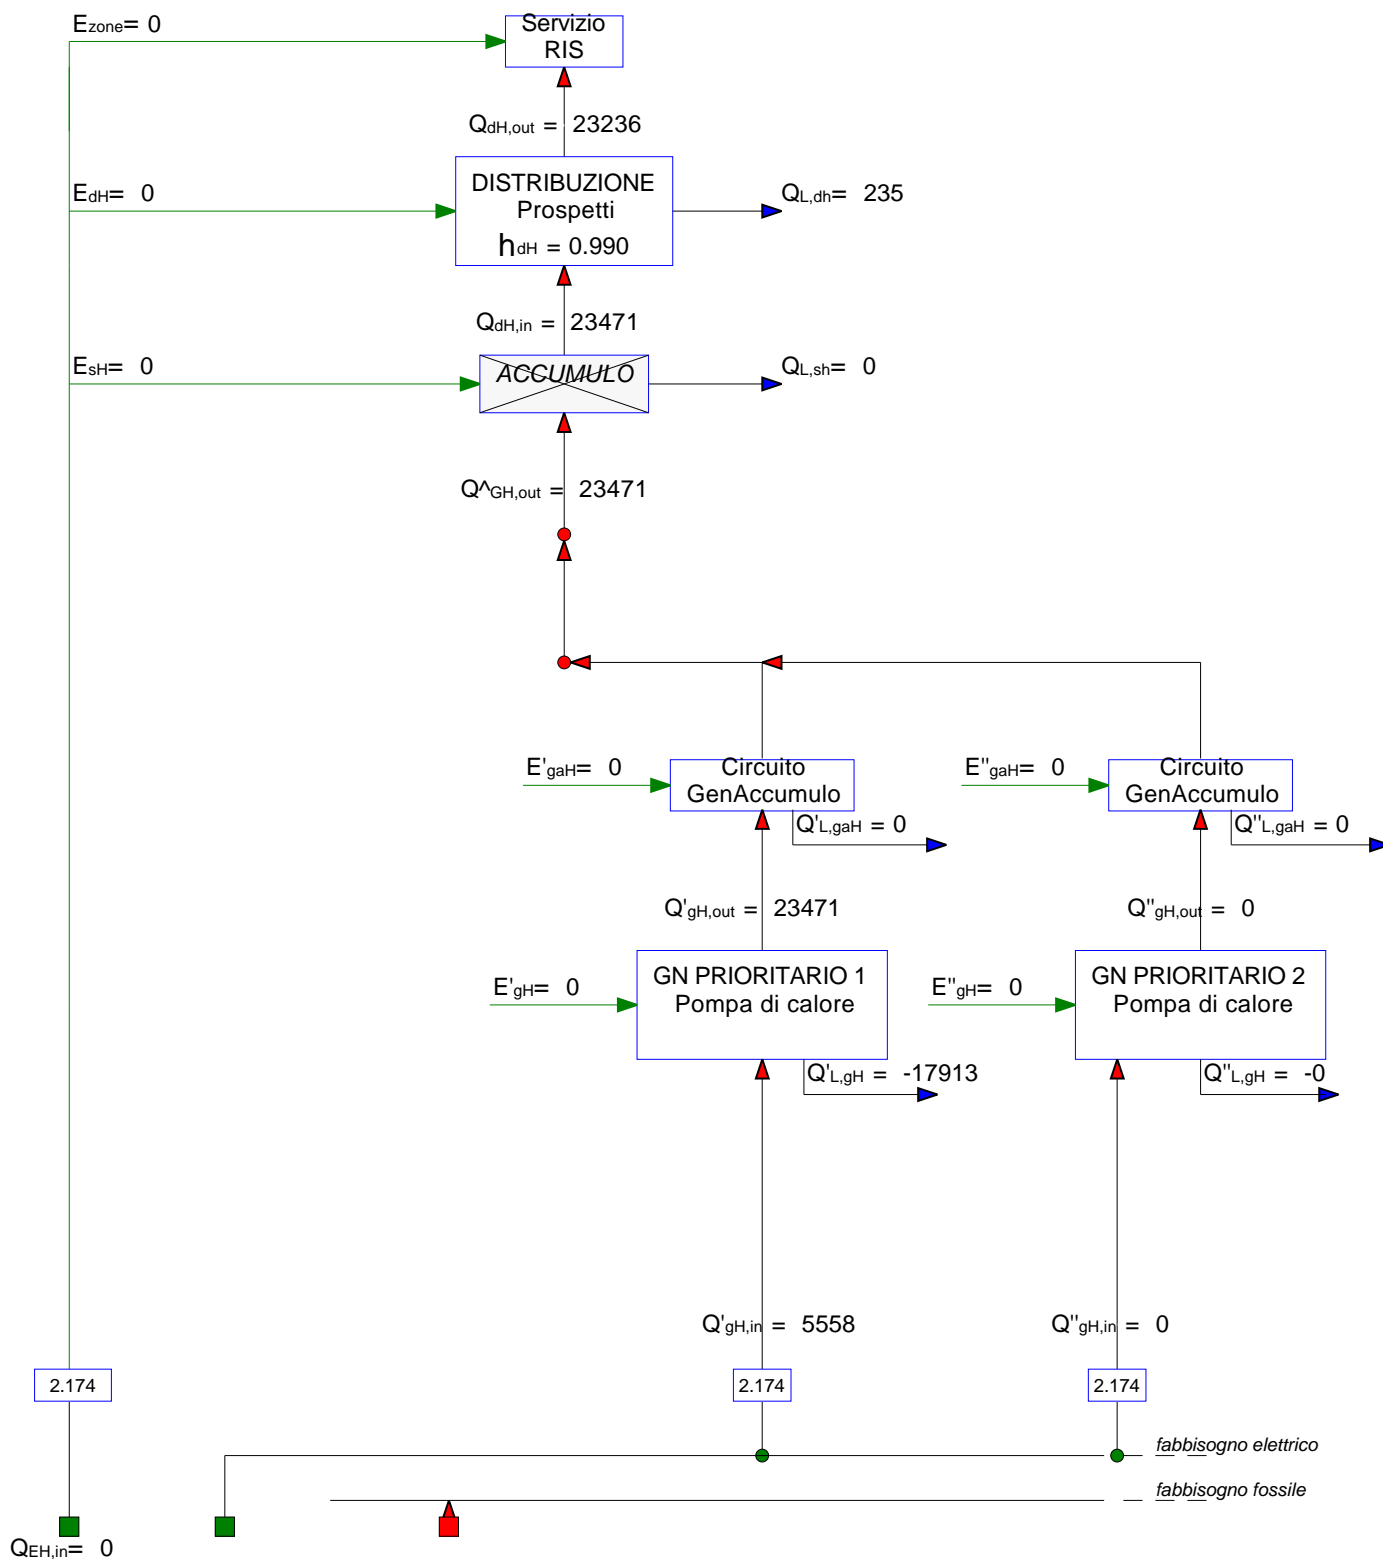 Ezone= 0
Servizio
RIS
QdH,out = 23236
EdH= 0
DISTRIBUZIONE
Prospetti
hdH = 0.990
QL,dh= 235
QdH,in = 23471
EsH= 0
ACCUMULO
QL,sh= 0
Q^GH,out = 23471
E'gaH= 0
Circuito
GenAccumulo
E''gaH= 0
Circuito
GenAccumulo
Q'L,gaH = 0
Q''L,gaH = 0
Q'gH,out = 23471
Q''gH,out = 0
E'gH= 0
GN PRIORITARIO 1
Pompa di calore
E''gH= 0
GN PRIORITARIO 2
Pompa di calore
Q'L,gH = -17913
Q''L,gH = -0
Q'gH,in = 5558
Q''gH,in = 0
2.174
2.174
2.174
fabbisogno elettrico
fabbisogno fossile
QEH,in= 0